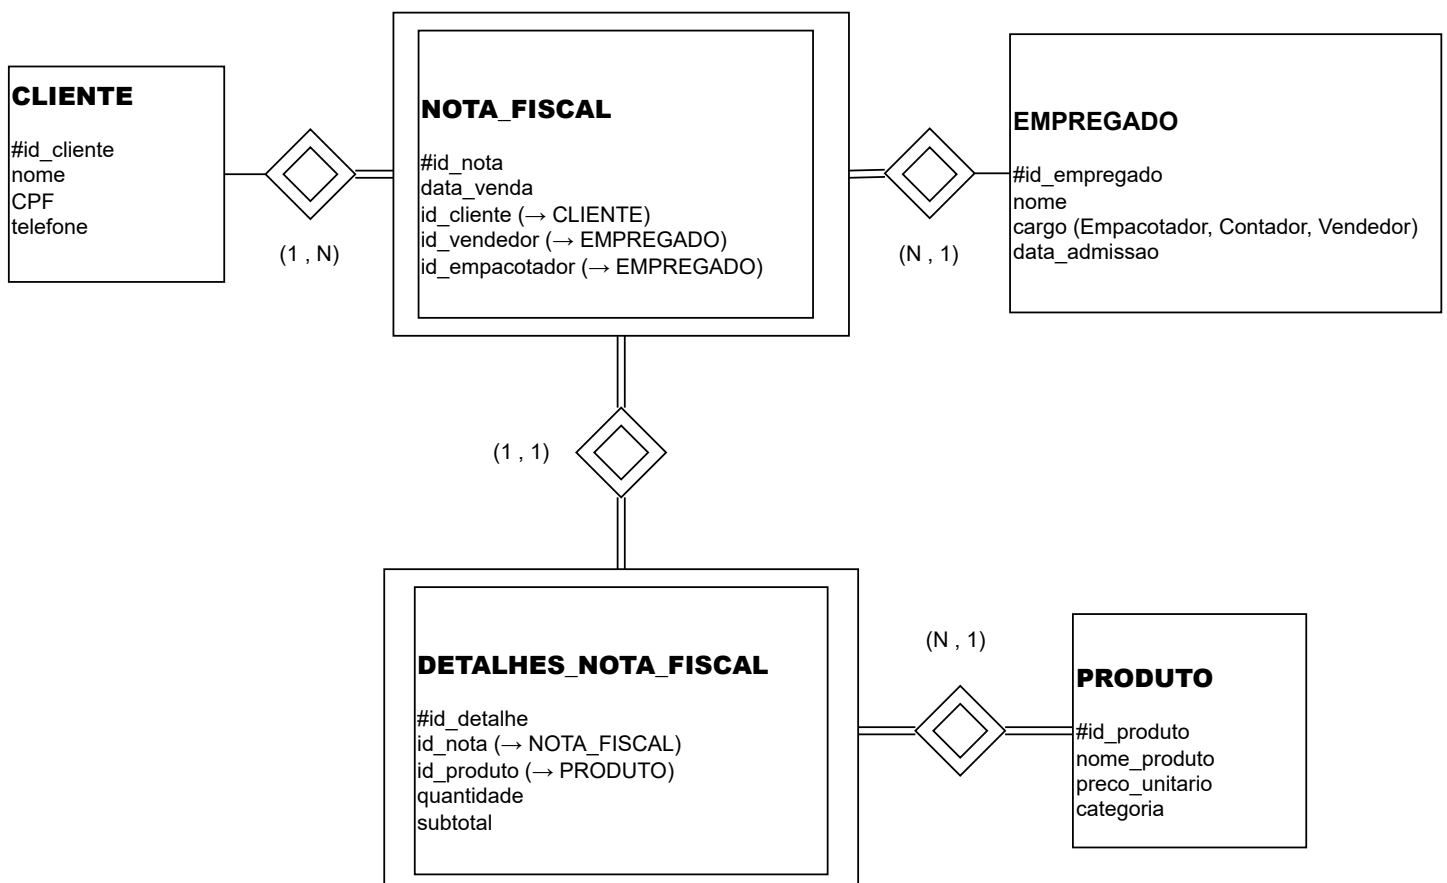 CLIENTE
#id_cliente
nome
CPF
telefone
(1 , N)
NOTA_FISCAL
#id_nota
data_venda
id_cliente (→ CLIENTE)
id_vendedor (→ EMPREGADO)
id_empacotador (→ EMPREGADO)
(N , 1)
EMPREGADO
#id_empregado
nome
cargo (Empacotador, Contador, Vendedor)
data_admissao
(1 , 1)
DETALHES_NOTA_FISCAL
#id_detalhe
id_nota (→ NOTA_FISCAL)
id_produto (→ PRODUTO)
quantidade
subtotal
(N , 1)
PRODUTO
#id_produto
nome_produto
preco_unitario
categoria